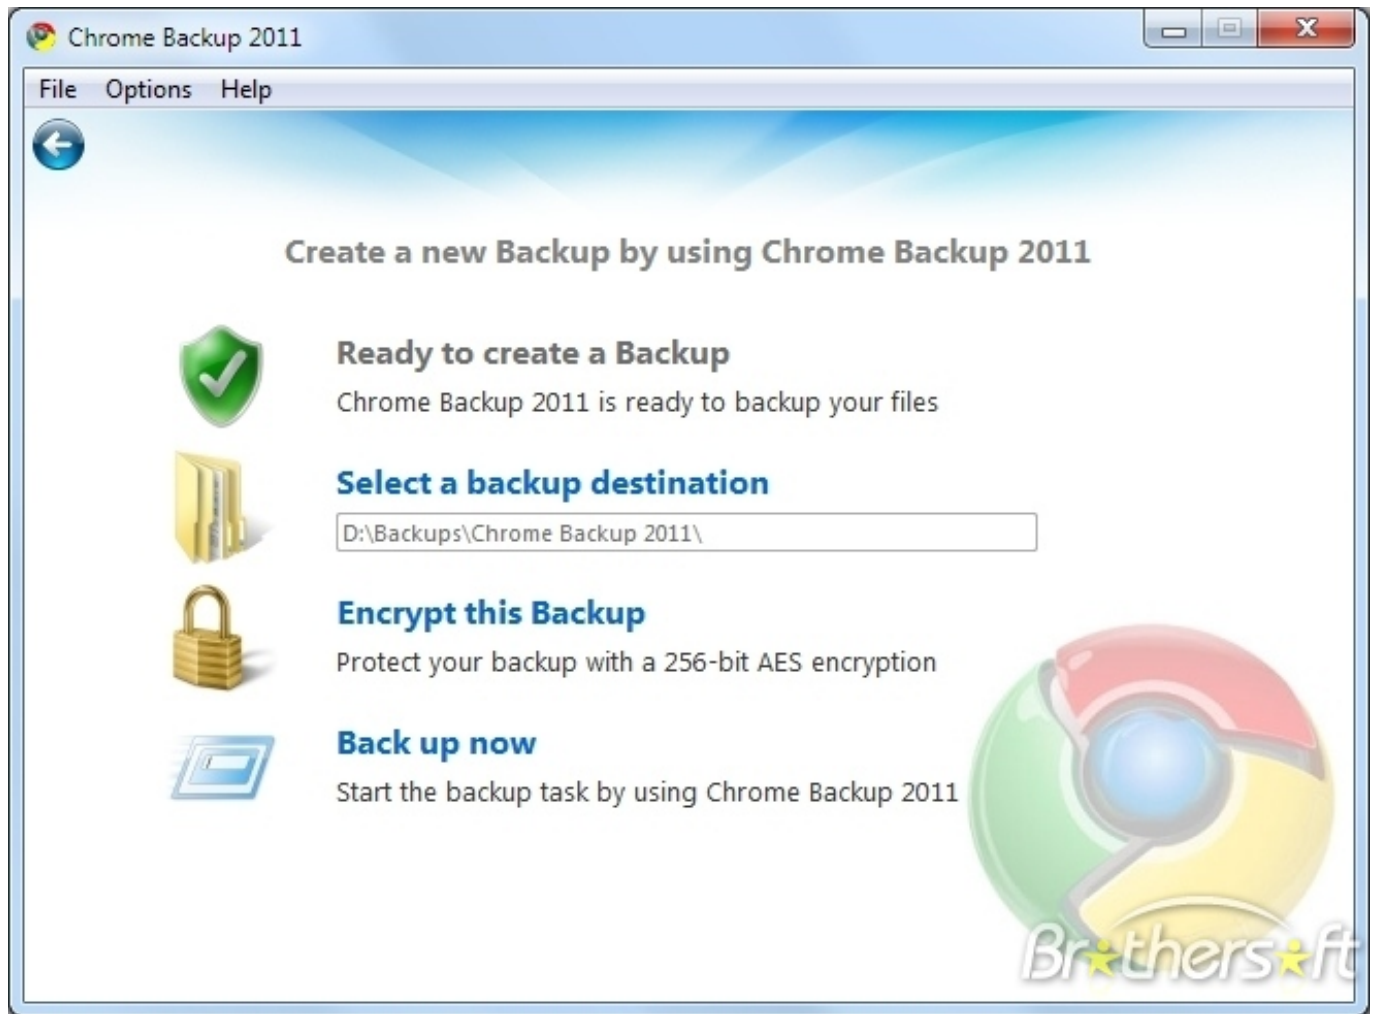 Chrome Backup 2011
File Options Help
Create a new Backup by using Chrome Backup 2011
Ready to create a Backup
Chrome Backup 2011 is ready to backup your files
Select a backup destination
D:\Backups\Chrome Backup 2011\
Encrypt this Backup
Protect your backup with a 256-bit AES encryption
Back up now
Start the backup task by using Chrome Backup 2011
Brothersoft